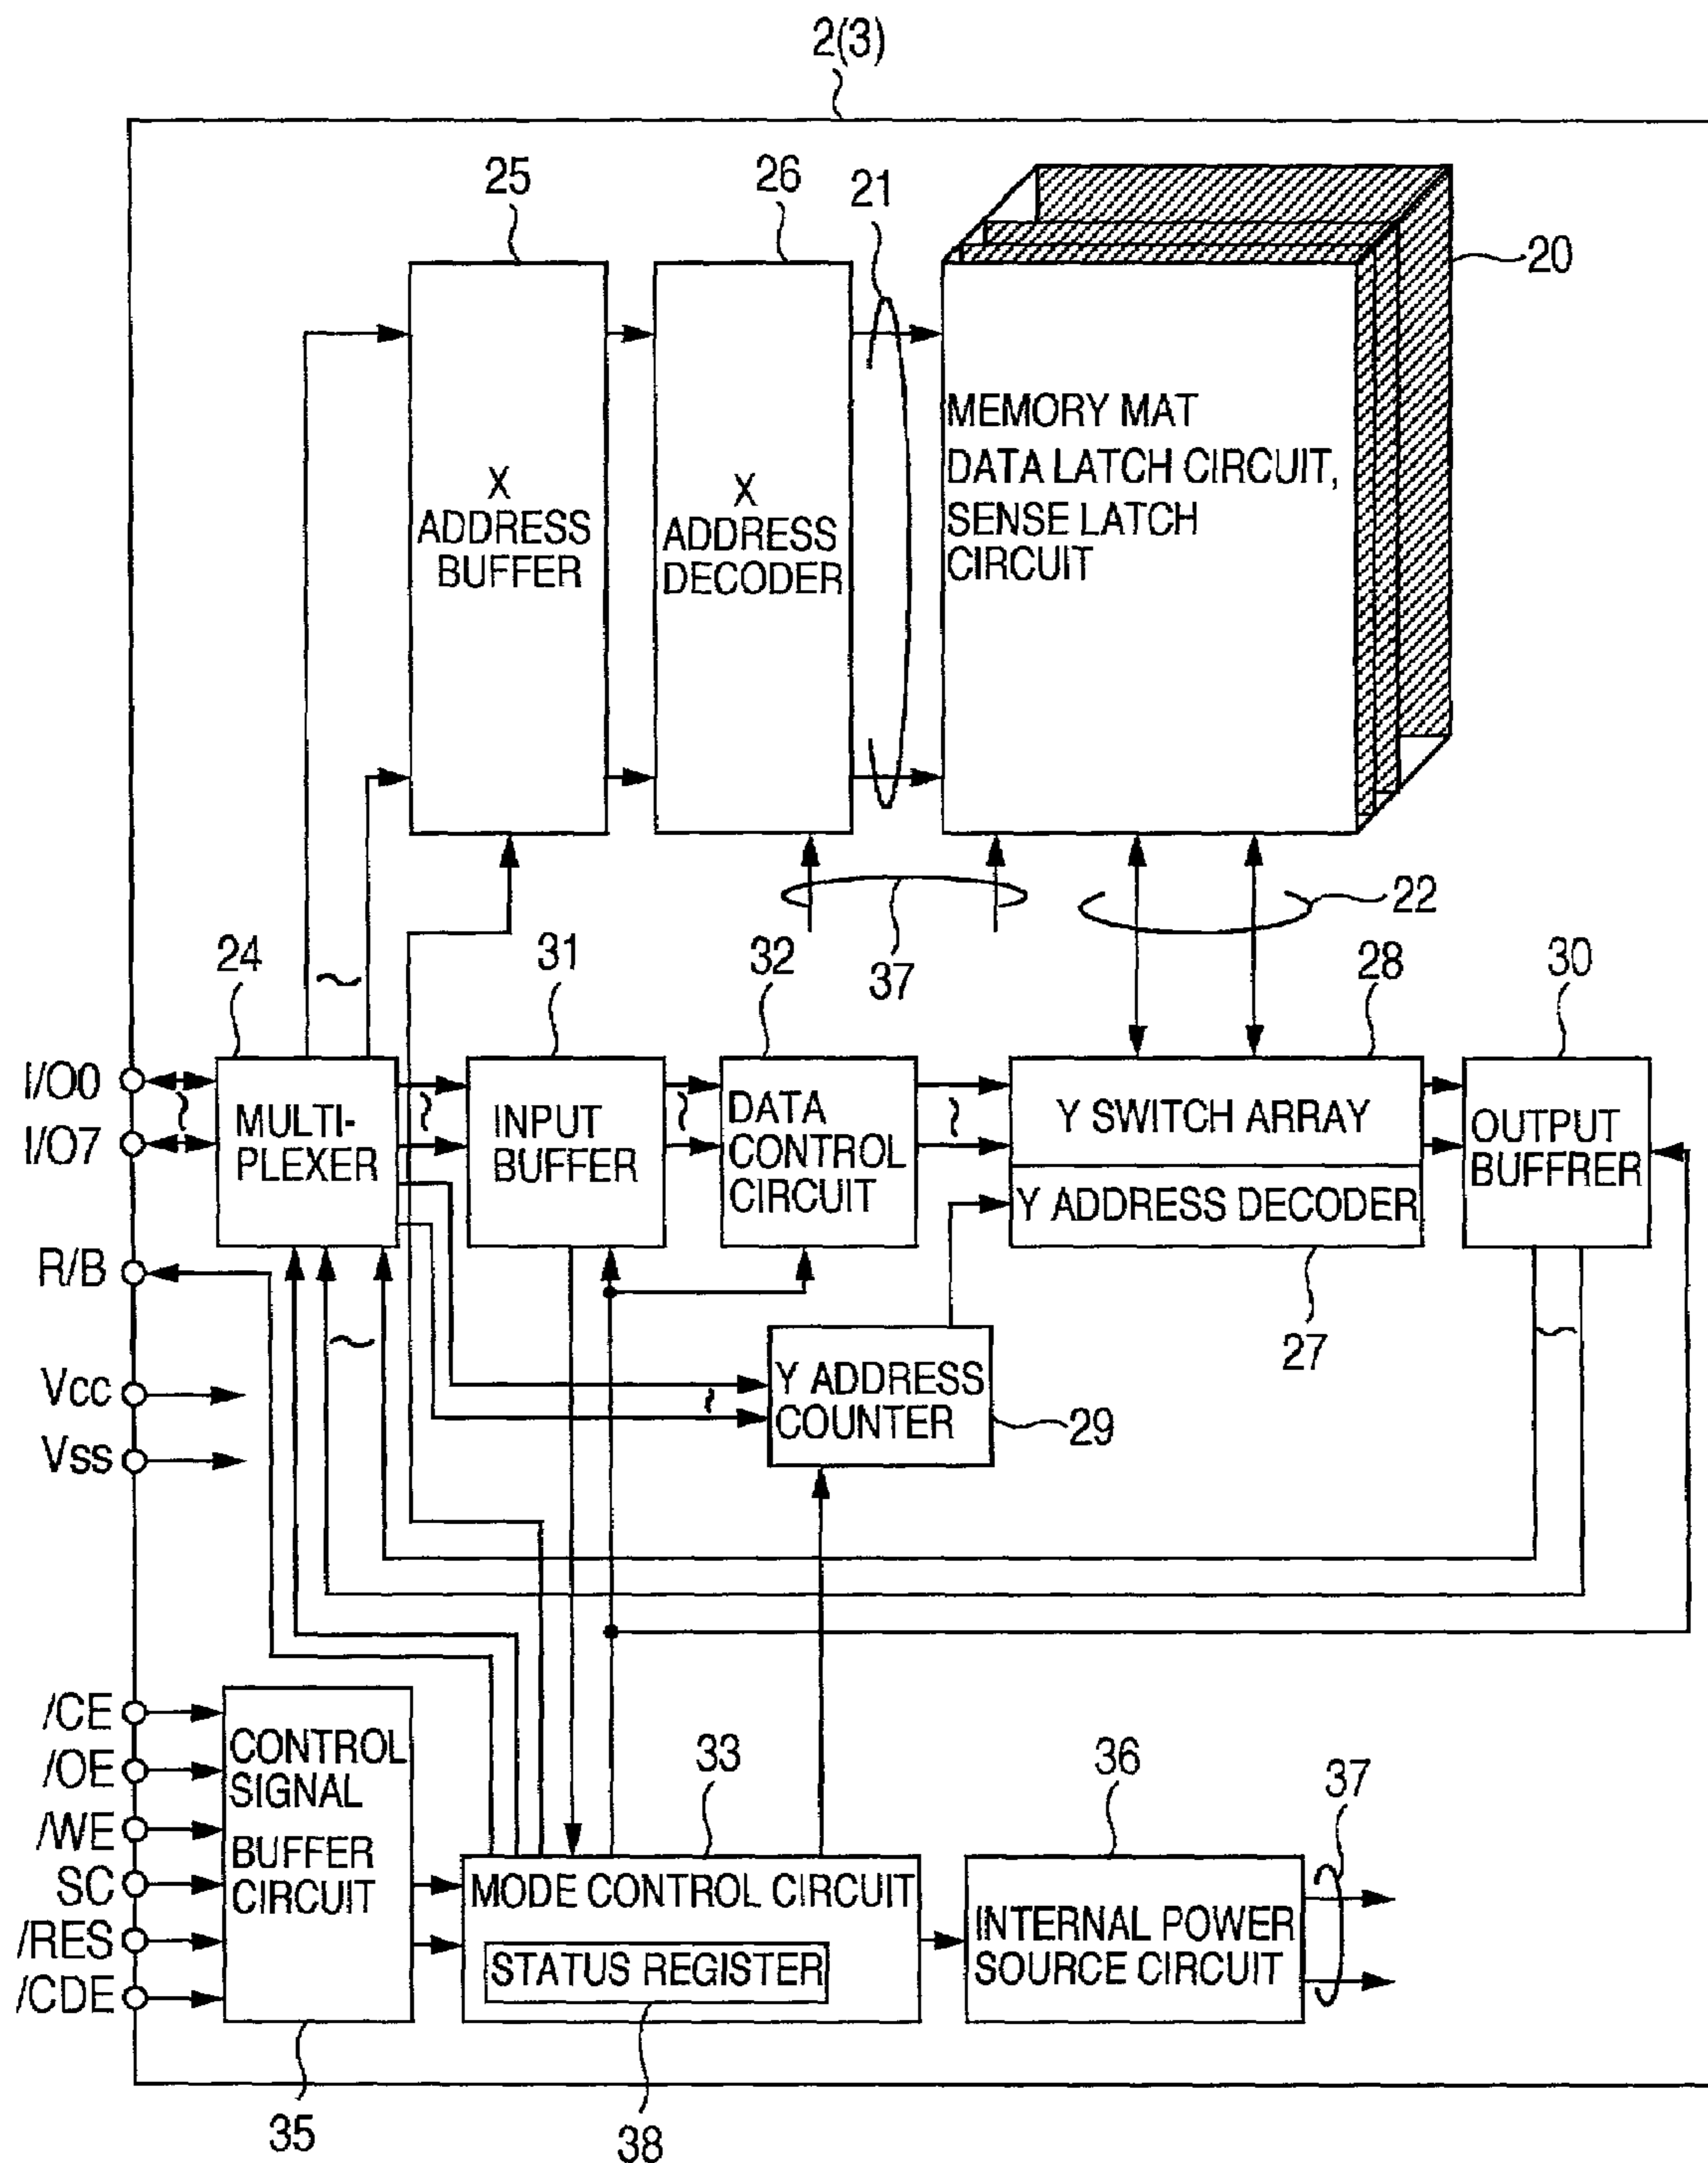 2(3)
25
26
21
20
X
ADDRESS
BUFFER
X
ADDRESS
DECODER
MEMORY MAT
DATA LATCH CIRCUIT,
SENSE LATCH
CIRCUIT
37
22
24
31
32
28
30
I/O0
I/O7
MULTI-
PLEXER
INPUT
BUFFER
DATA
CONTROL
CIRCUIT
Y SWITCH ARRAY
Y ADDRESS DECODER
OUTPUT
BUFFRER
R/B
27
Vcc
Vss
Y ADDRESS
COUNTER
29
/CE
/OE
/WE
SC
/RES
/CDE
CONTROL
SIGNAL
BUFFER
CIRCUIT
33
36
37
MODE CONTROL CIRCUIT
STATUS REGISTER
INTERNAL POWER
SOURCE CIRCUIT
35
38